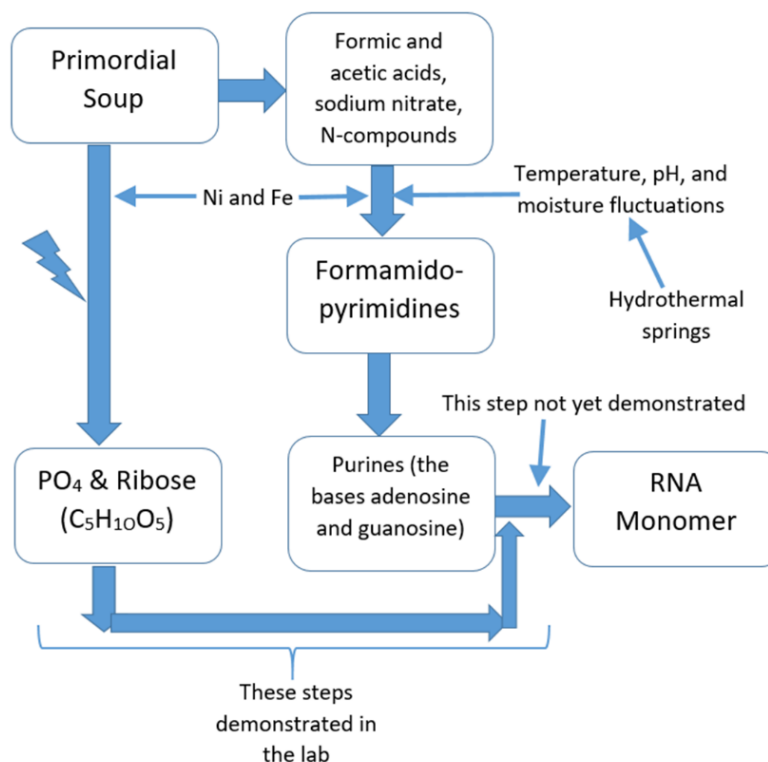 Primordial
Soup
Formic and
acetic acids,
sodium nitrate,
N-compounds
Ni and Fe
Temperature, pH, and
moisture fluctuations
Formamido-
pyrimidines
Hydrothermal
springs
This step not yet demonstrated
PO₄ & Ribose
(C₅H₁₀O₅)
Purines (the
bases adenosine
and guanosine)
RNA
Monomer
These steps
demonstrated in
the lab